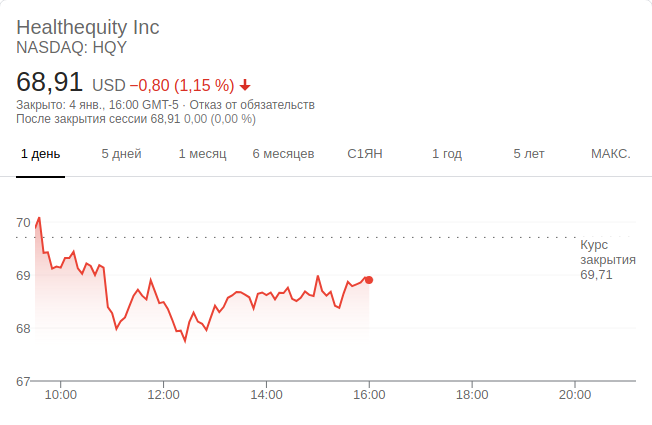 Healthequity Inc
NASDAQ: HQY
68,91 USD −0,80 (1,15 %)
Закрыто: 4 янв., 16:00 GMT-5 · Отказ от обязательств
После закрытия сессии 68,91 0,00 (0,00 %)
1 день 5 дней 1 месяц 6 месяцев С1ЯН 1 год 5 лет МАКС.
70
Курс
закрытия
69
69,71
68
67
10:00 12:00 14:00 16:00 18:00 20:00